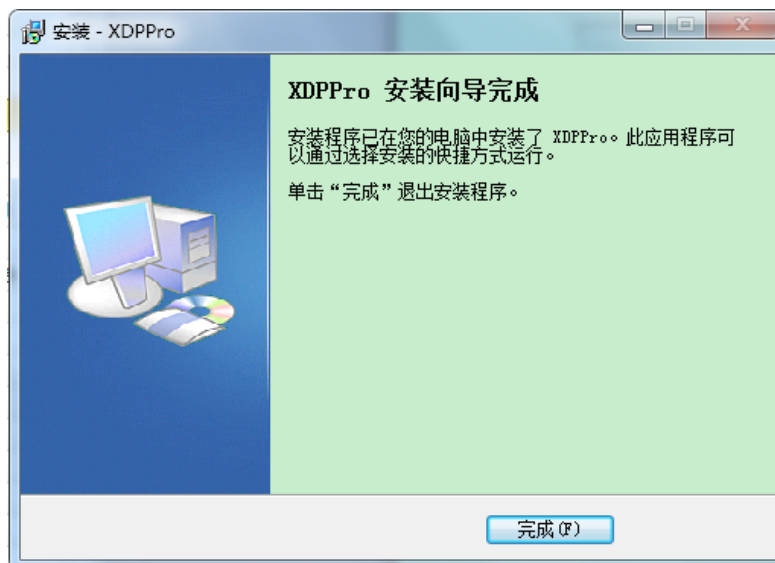 安装 - XDPPro
XDPPro 安装向导完成
安装程序已在您的电脑中安装了 XDPPro。此应用程序可
以通过选择安装的快捷方式运行。
单击“完成”退出安装程序。
完成(F)